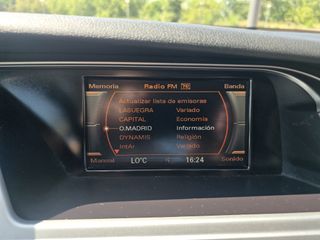 Memoria Radio FM TP Banda
Actualizar lista de emisoras
LASUEGRA Variado
CAPITAL Economía
O.MADRID Información
DYNAMIS Religión
IntAr Variado
Manual LO°C 16:24 Sonido